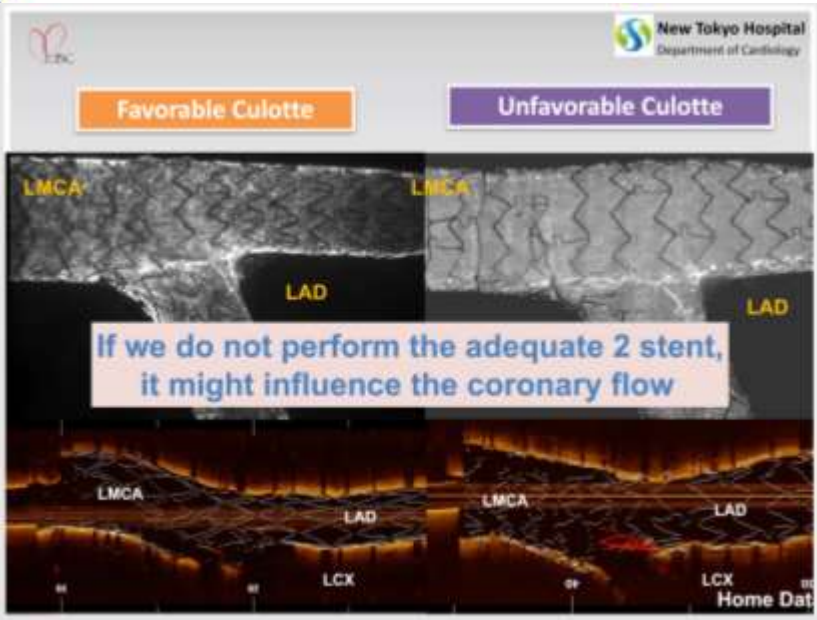 New Tokyo Hospital
Department of Cardiology
Favorable Culotte
Unfavorable Culotte
LMCA
LMCA
LAD
LAD
If we do not perform the adequate 2 stent,
it might influence the coronary flow
LMCA
LAD
LCX
LMCA
LAD
LCX
Home Dat